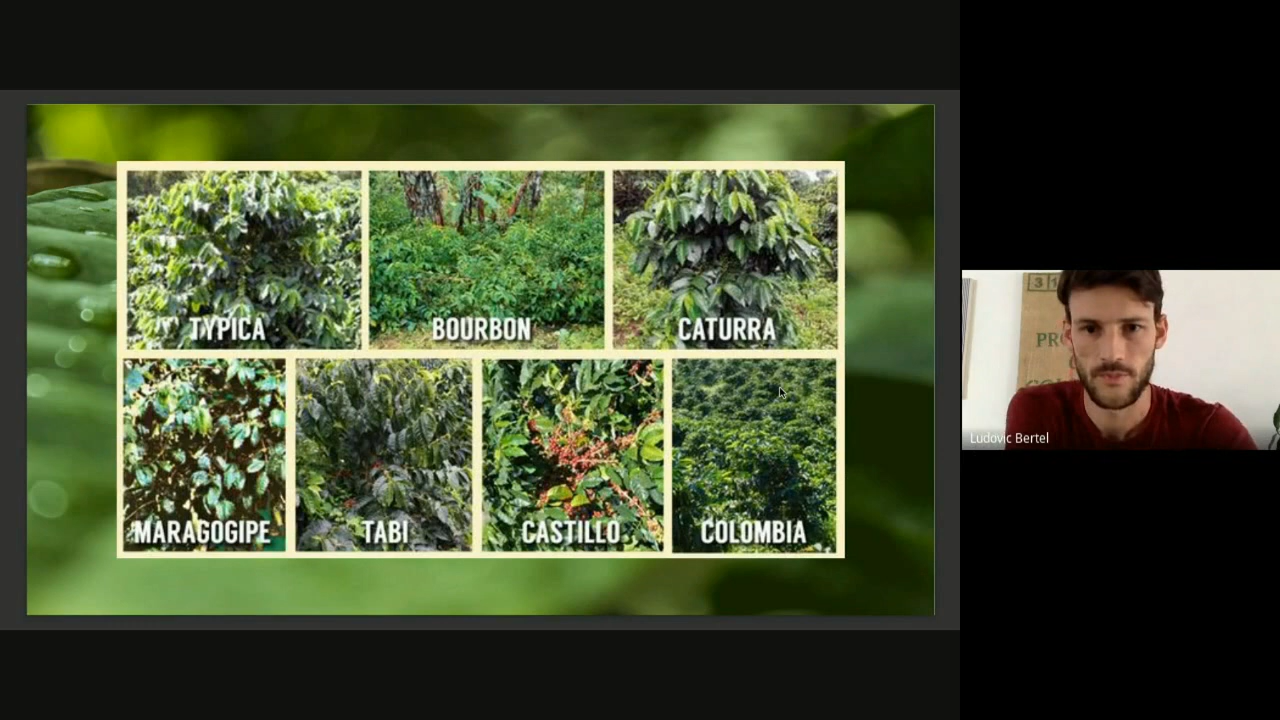 TYPICA
BOURBON
CATURRA
MARAGOGIPE
TABI
CASTILLO
COLOMBIA
Ludovic Bertel